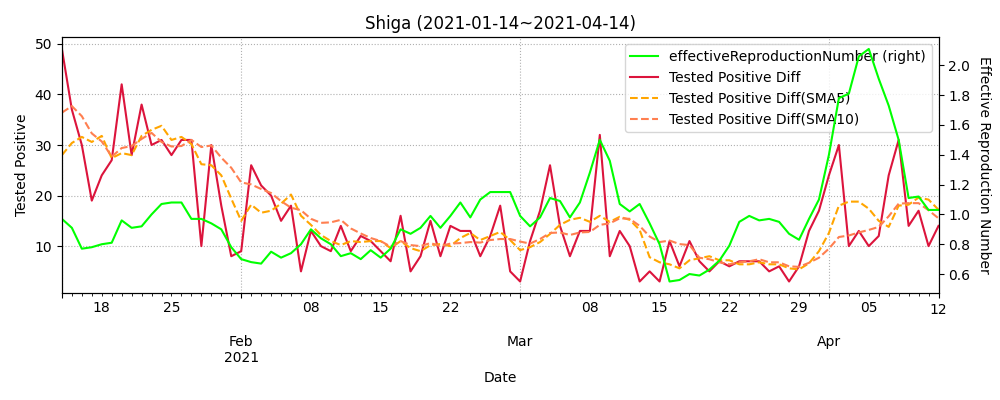 Shiga (2021-01-14~2021-04-14)
effectiveReproductionNumber (right)
Tested Positive Diff
Tested Positive Diff(SMA5)
Tested Positive Diff(SMA10)
Tested Positive
50
40
30
20
10
Effective Reproduction Number
2.0
1.8
1.6
1.4
1.2
1.0
0.8
0.6
18 25 08 15 22 08 15 22 29 05 12
Feb Mar Apr
2021
Date